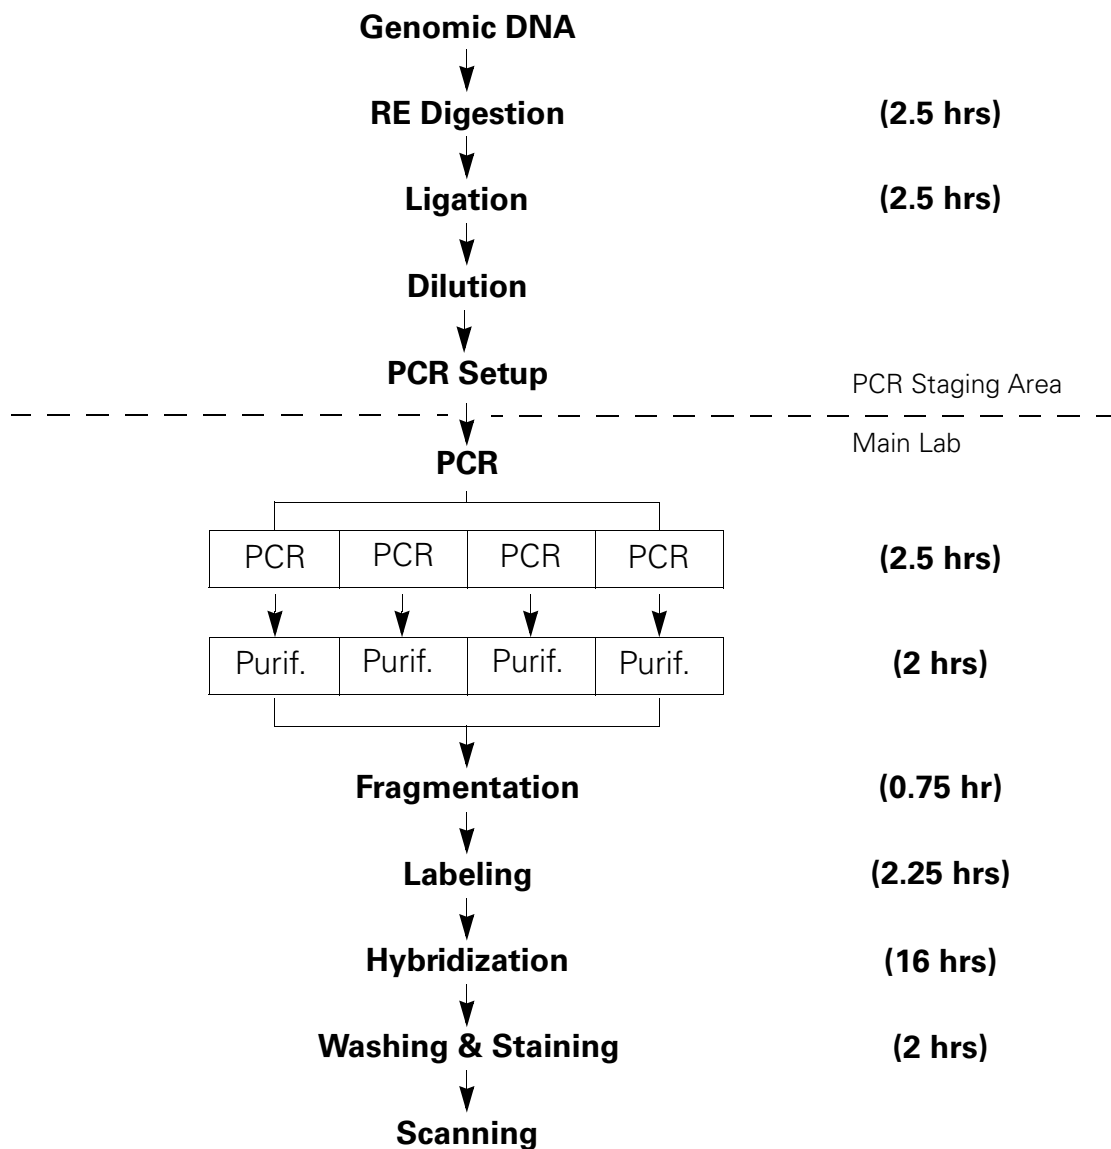 Genomic DNA
RE Digestion (2.5 hrs)
Ligation (2.5 hrs)
Dilution
PCR Setup
PCR Staging Area
Main Lab
PCR
PCR PCR PCR PCR (2.5 hrs)
Purif. Purif. Purif. Purif. (2 hrs)
Fragmentation (0.75 hr)
Labeling (2.25 hrs)
Hybridization (16 hrs)
Washing & Staining (2 hrs)
Scanning